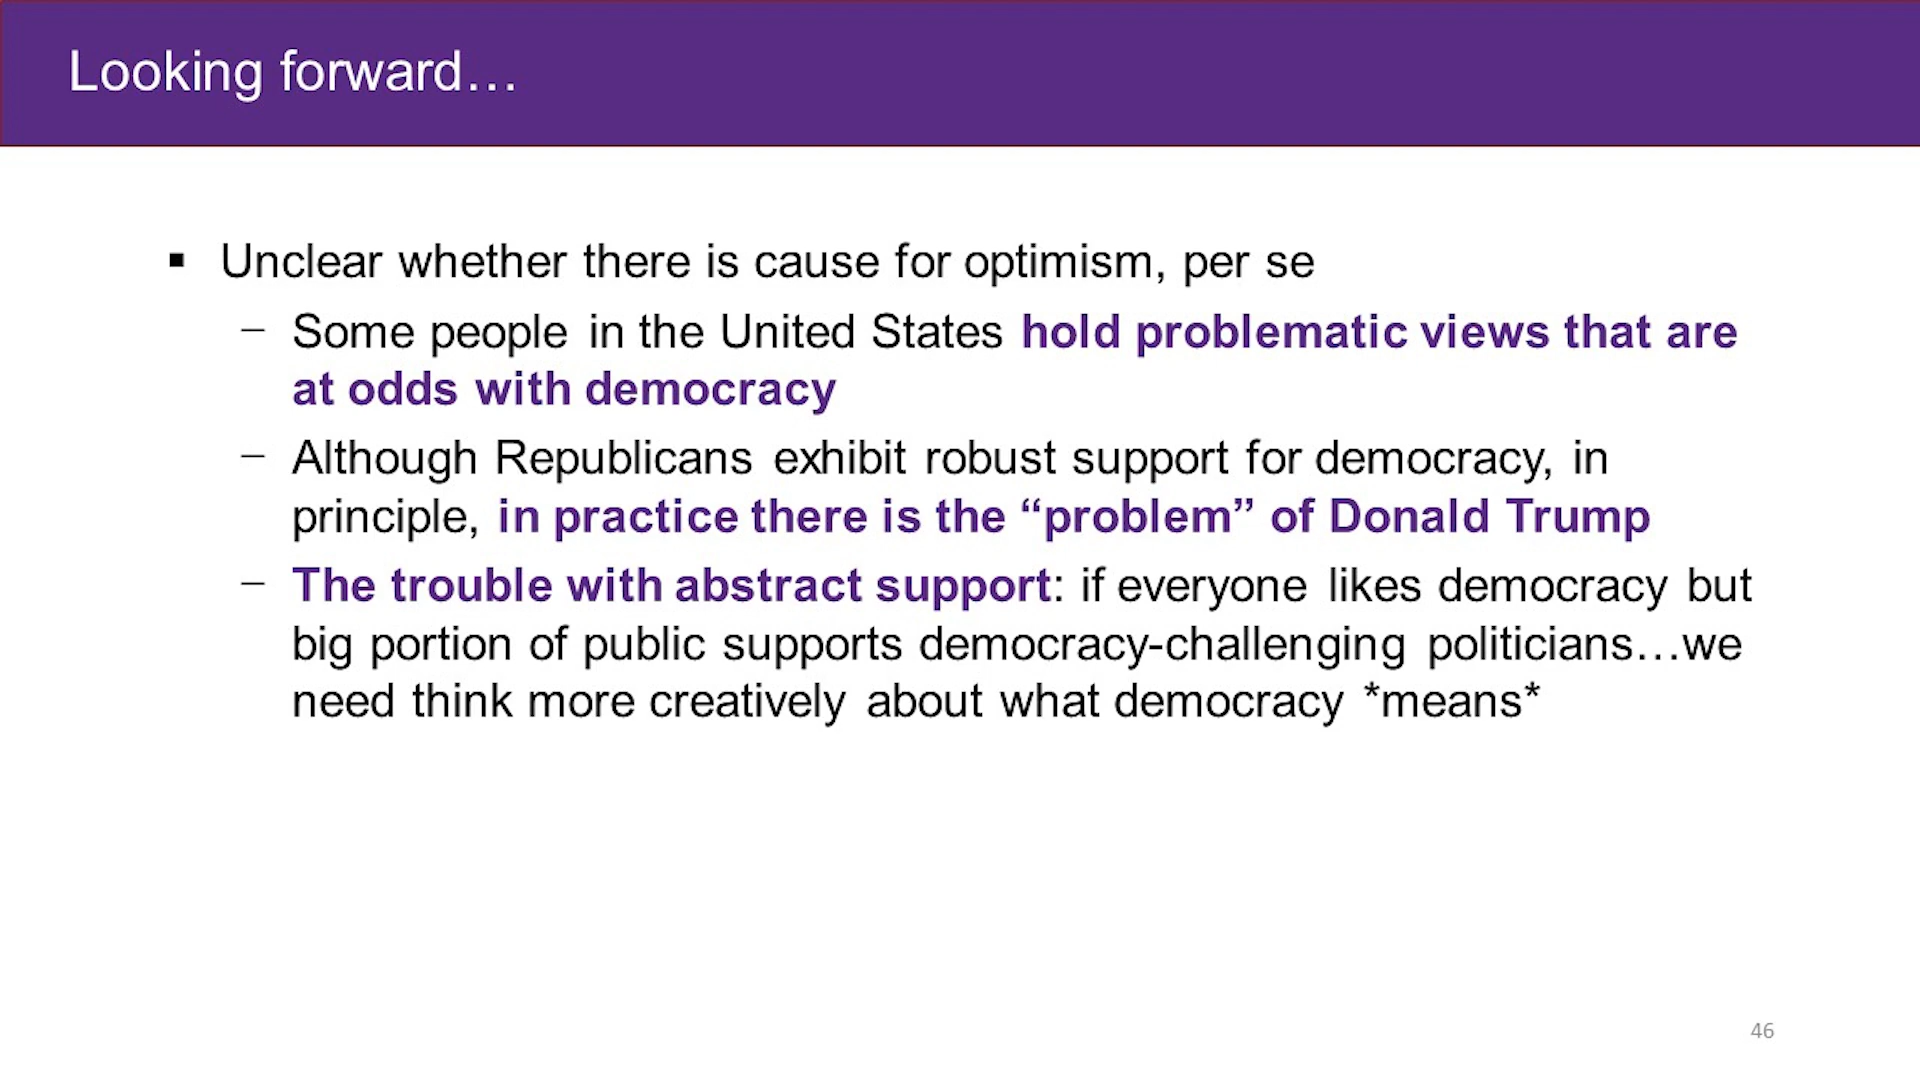 Looking forward…
▪ Unclear whether there is cause for optimism, per se
– Some people in the United States hold problematic views that are
at odds with democracy
– Although Republicans exhibit robust support for democracy, in
principle, in practice there is the “problem” of Donald Trump
– The trouble with abstract support: if everyone likes democracy but
big portion of public supports democracy-challenging politicians…we
need think more creatively about what democracy *means*
46